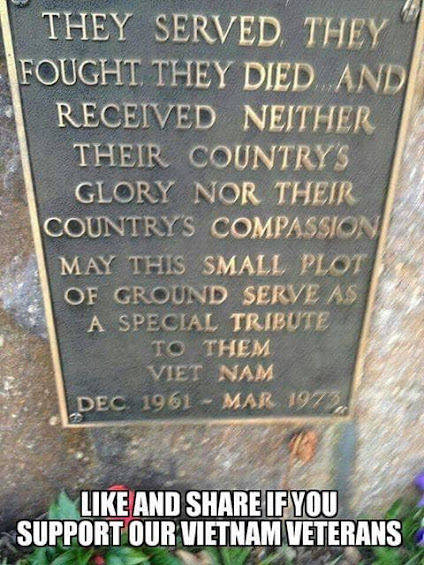 THEY SERVED, THEY
FOUGHT, THEY DIED...AND
RECEIVED NEITHER
THEIR COUNTRY'S
GLORY NOR THEIR
COUNTRY'S COMPASSION
MAY THIS SMALL PLOT
OF GROUND SERVE AS
A SPECIAL TRIBUTE
TO THEM
VIET NAM
DEC. 1961 - MAR 1973
LIKE AND SHARE IF YOU
SUPPORT OUR VIETNAM VETERANS